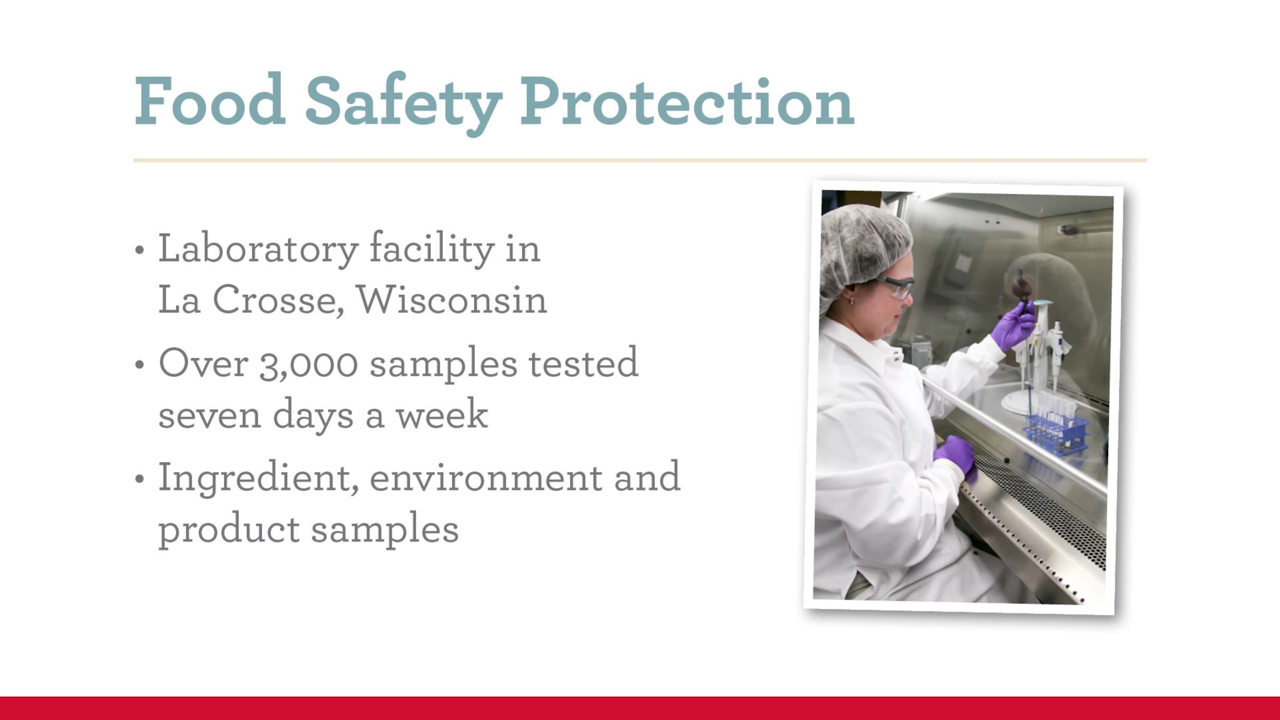 Food Safety Protection
• Laboratory facility in
La Crosse, Wisconsin
• Over 3,000 samples tested
seven days a week
• Ingredient, environment and
product samples